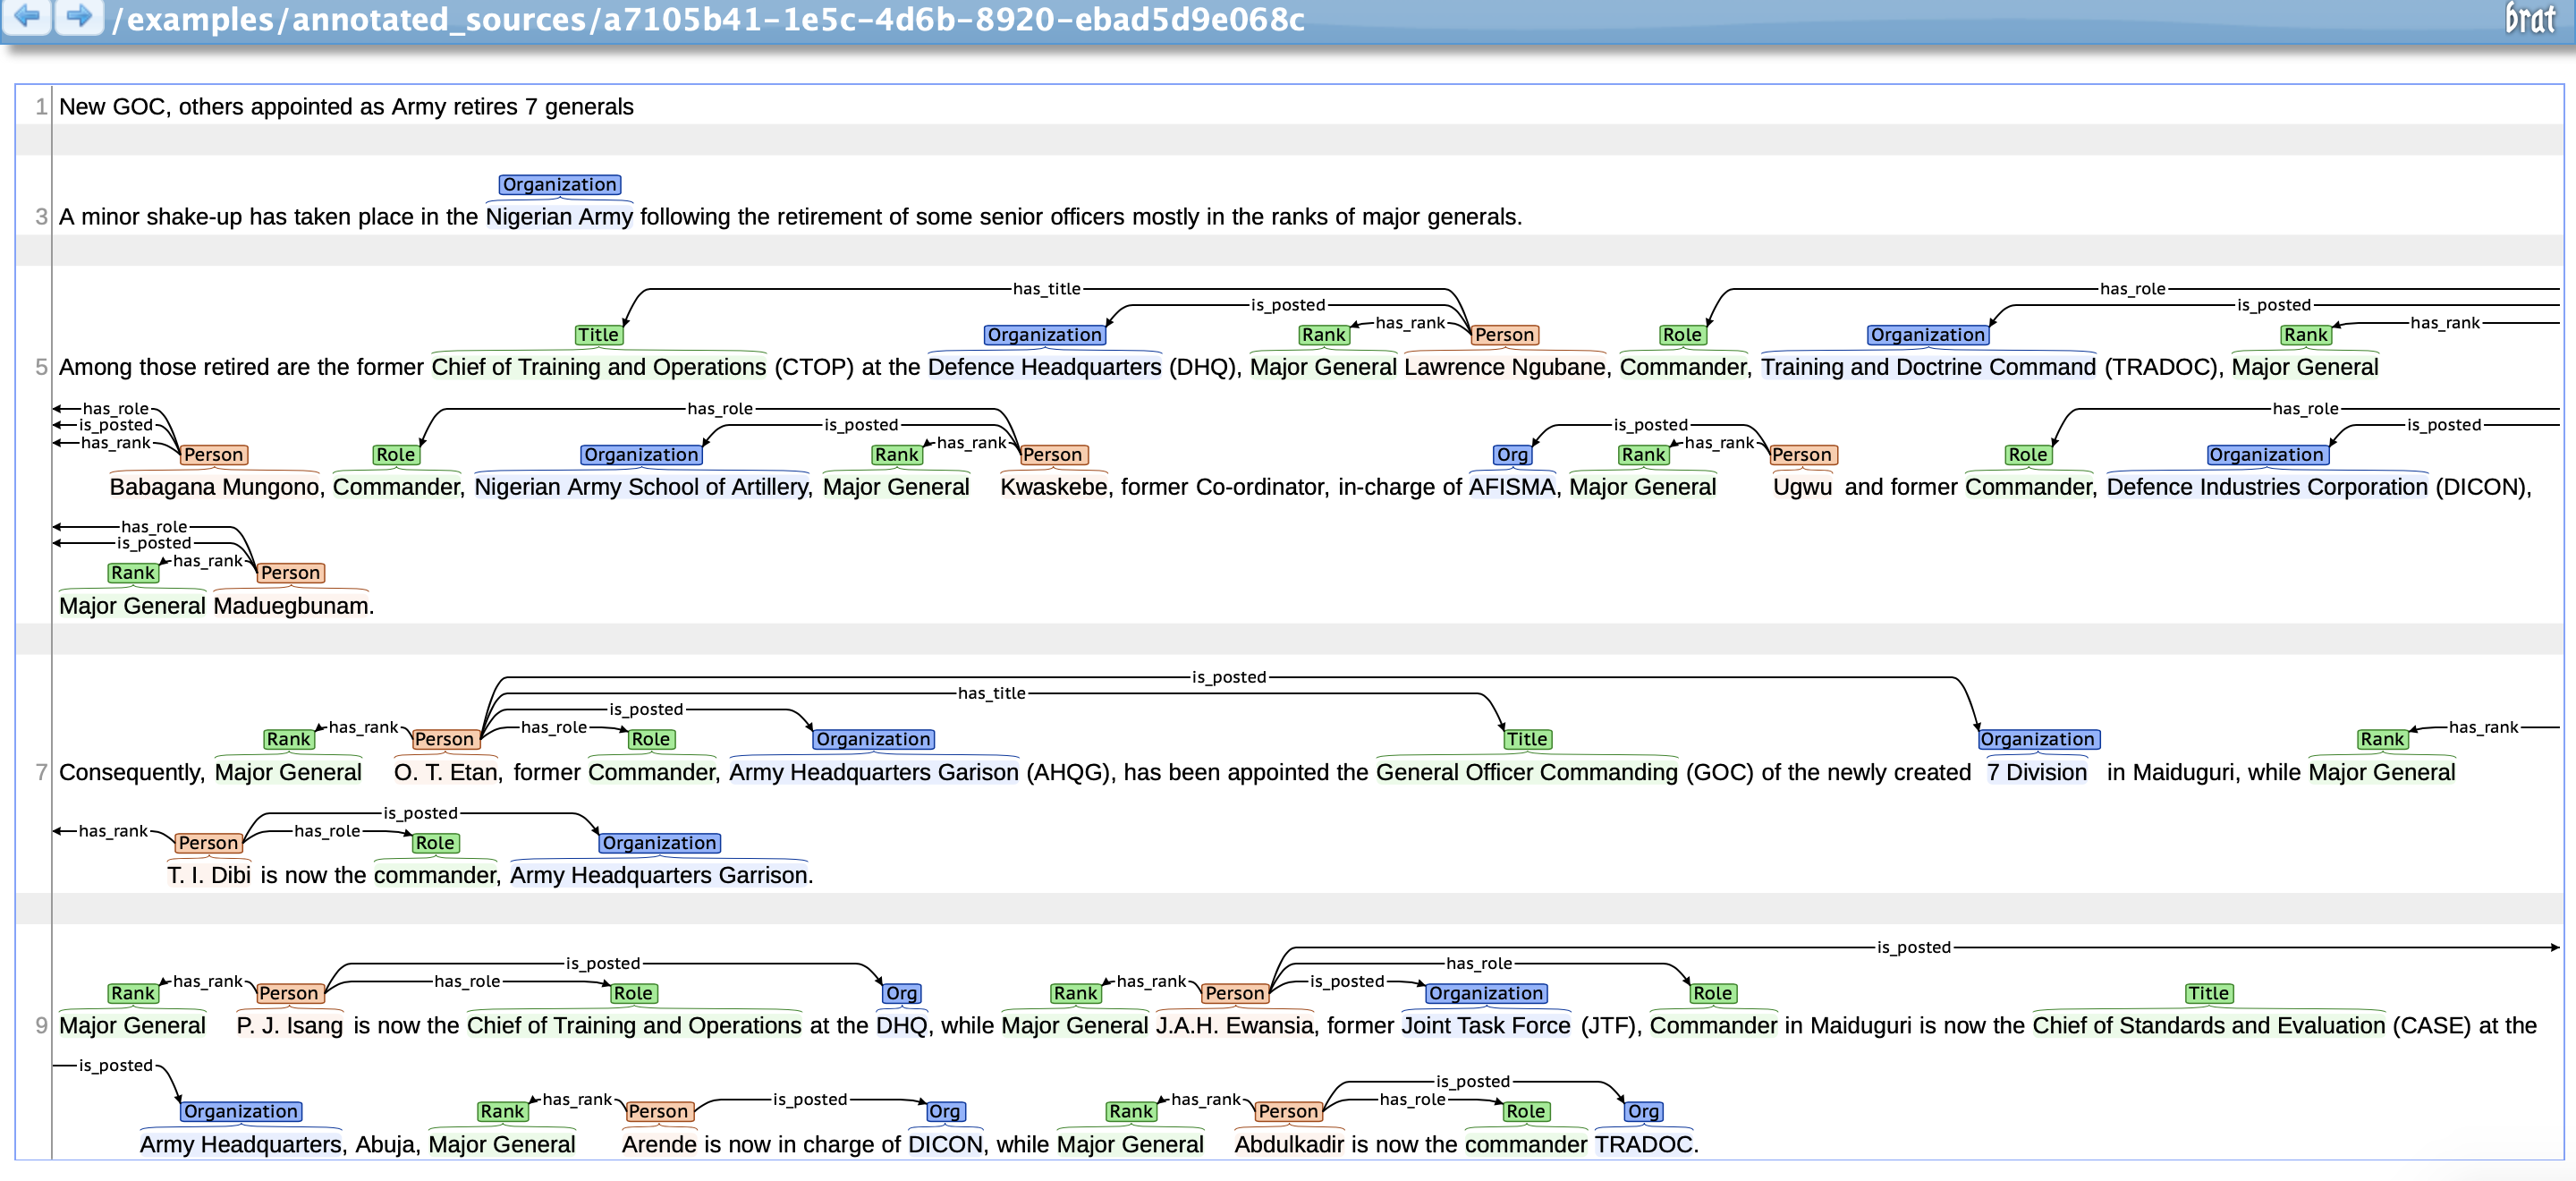 /examples/annotated_sources/a7105b41-1e5c-4d6b-8920-ebad5d9e068c brat
1 New GOC, others appointed as Army retires 7 generals
Organization
3 A minor shake-up has taken place in the Nigerian Army following the retirement of some senior officers mostly in the ranks of major generals.
has_title has_role
is_posted is_posted
has_rank has_rank
Title Organization Rank Person Role Organization Rank
5 Among those retired are the former Chief of Training and Operations (CTOP) at the Defence Headquarters (DHQ), Major General Lawrence Ngubane, Commander, Training and Doctrine Command (TRADOC), Major General
has_role has_role has_role
is_posted is_posted is_posted is_posted
has_rank has_rank has_rank
Person Role Organization Rank Person Org Rank Person Role Organization
Babagana Mungono, Commander, Nigerian Army School of Artillery, Major General Kwaskebe, former Co-ordinator, in-charge of AFISMA, Major General Ugwu and former Commander, Defence Industries Corporation (DICON),
has_role
is_posted
has_rank
Rank Person
Major General Maduegbunam.
is_posted
has_title
is_posted
has_rank has_role has_rank
Rank Person Role Organization Title Organization Rank
7 Consequently, Major General O. T. Etan, former Commander, Army Headquarters Garison (AHQG), has been appointed the General Officer Commanding (GOC) of the newly created 7 Division in Maiduguri, while Major General
is_posted
has_rank has_role
Person Role Organization
T. I. Dibi is now the commander, Army Headquarters Garrison.
is_posted
is_posted has_role
has_rank has_role has_rank is_posted
Rank Person Role Org Rank Person Organization Role Title
9 Major General P. J. Isang is now the Chief of Training and Operations at the DHQ, while Major General J.A.H. Ewansia, former Joint Task Force (JTF), Commander in Maiduguri is now the Chief of Standards and Evaluation (CASE) at the
is_posted
is_posted
has_rank is_posted has_rank has_role
Organization Rank Person Org Rank Person Role Org
Army Headquarters, Abuja, Major General Arende is now in charge of DICON, while Major General Abdulkadir is now the commander TRADOC.